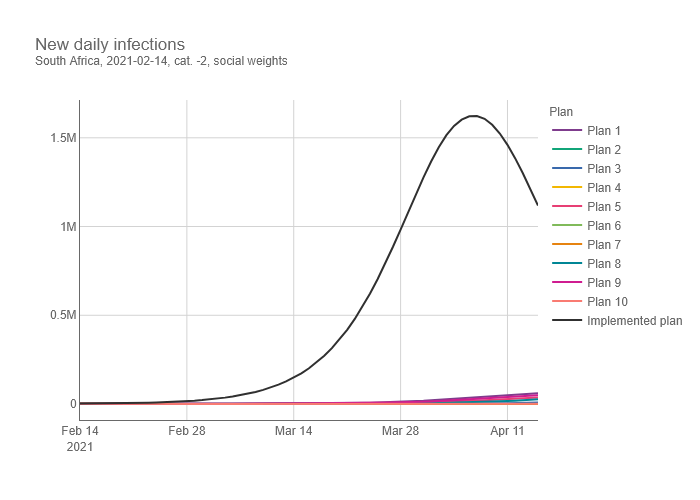 New daily infections
South Africa, 2021-02-14, cat. -2, social weights
Plan
Plan 1
Plan 2
Plan 3
Plan 4
Plan 5
Plan 6
Plan 7
Plan 8
Plan 9
Plan 10
Implemented plan
1.5M
1M
0.5M
0
Feb 14 Feb 28 Mar 14 Mar 28 Apr 11
2021